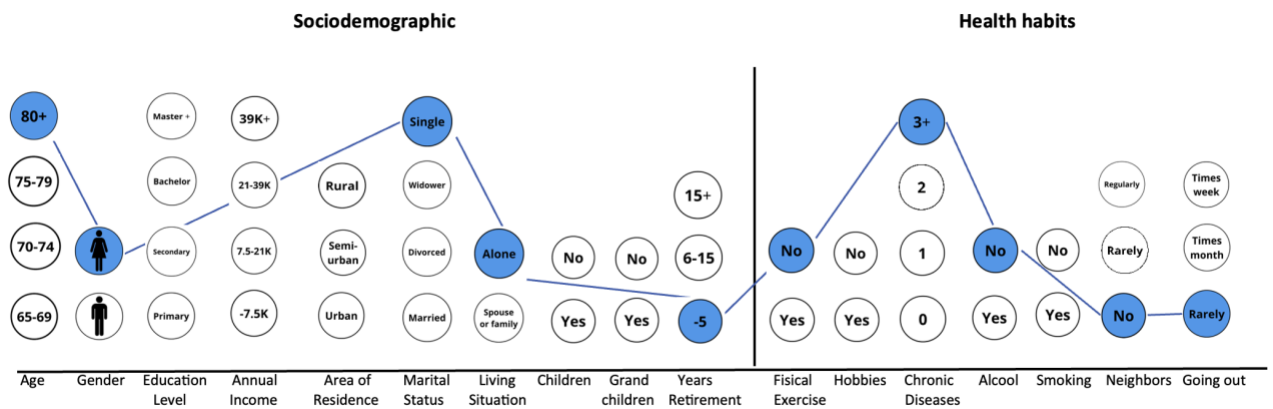 Sociodemographic
Health habits
80+
Master +
39K+
Single
3+
75-79
Bachelor
21-39K
Rural
Widower
15+
2
Regularly
Times
week
70-74
Secondary
7.5-21K
Semi-
urban
Divorced
Alone
No
No
6-15
No
No
1
No
No
Rarely
Times
month
65-69
Primary
-7.5K
Urban
Married
Spouse
or family
Yes
Yes
-5
Yes
Yes
0
Yes
Yes
No
Rarely
Age
Gender
Education
Level
Annual
Income
Area of
Residence
Marital
Status
Living
Situation
Children
Grand
children
Years
Retirement
Fisical
Exercise
Hobbies
Chronic
Diseases
Alcool
Smoking
Neighbors
Going out